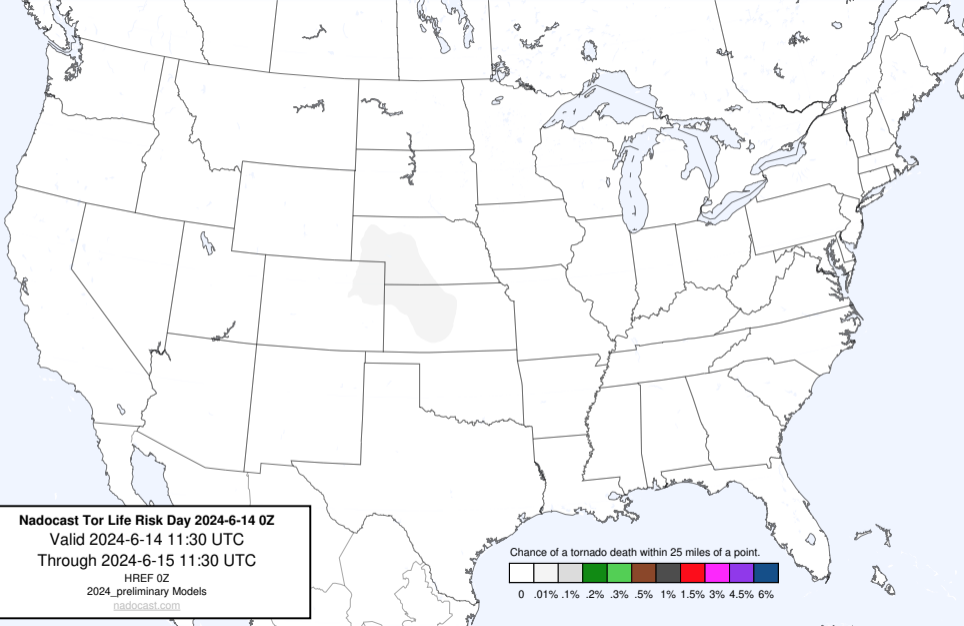 Nadocast Tor Life Risk Day 2024-6-14 0Z
Valid 2024-6-14 11:30 UTC
Through 2024-6-15 11:30 UTC
HREF 0Z
2024_preliminary Models
nadocast.com
Chance of a tornado death within 25 miles of a point.
0 .01% .1% .2% .3% .5% 1% 1.5% 3% 4.5% 6%